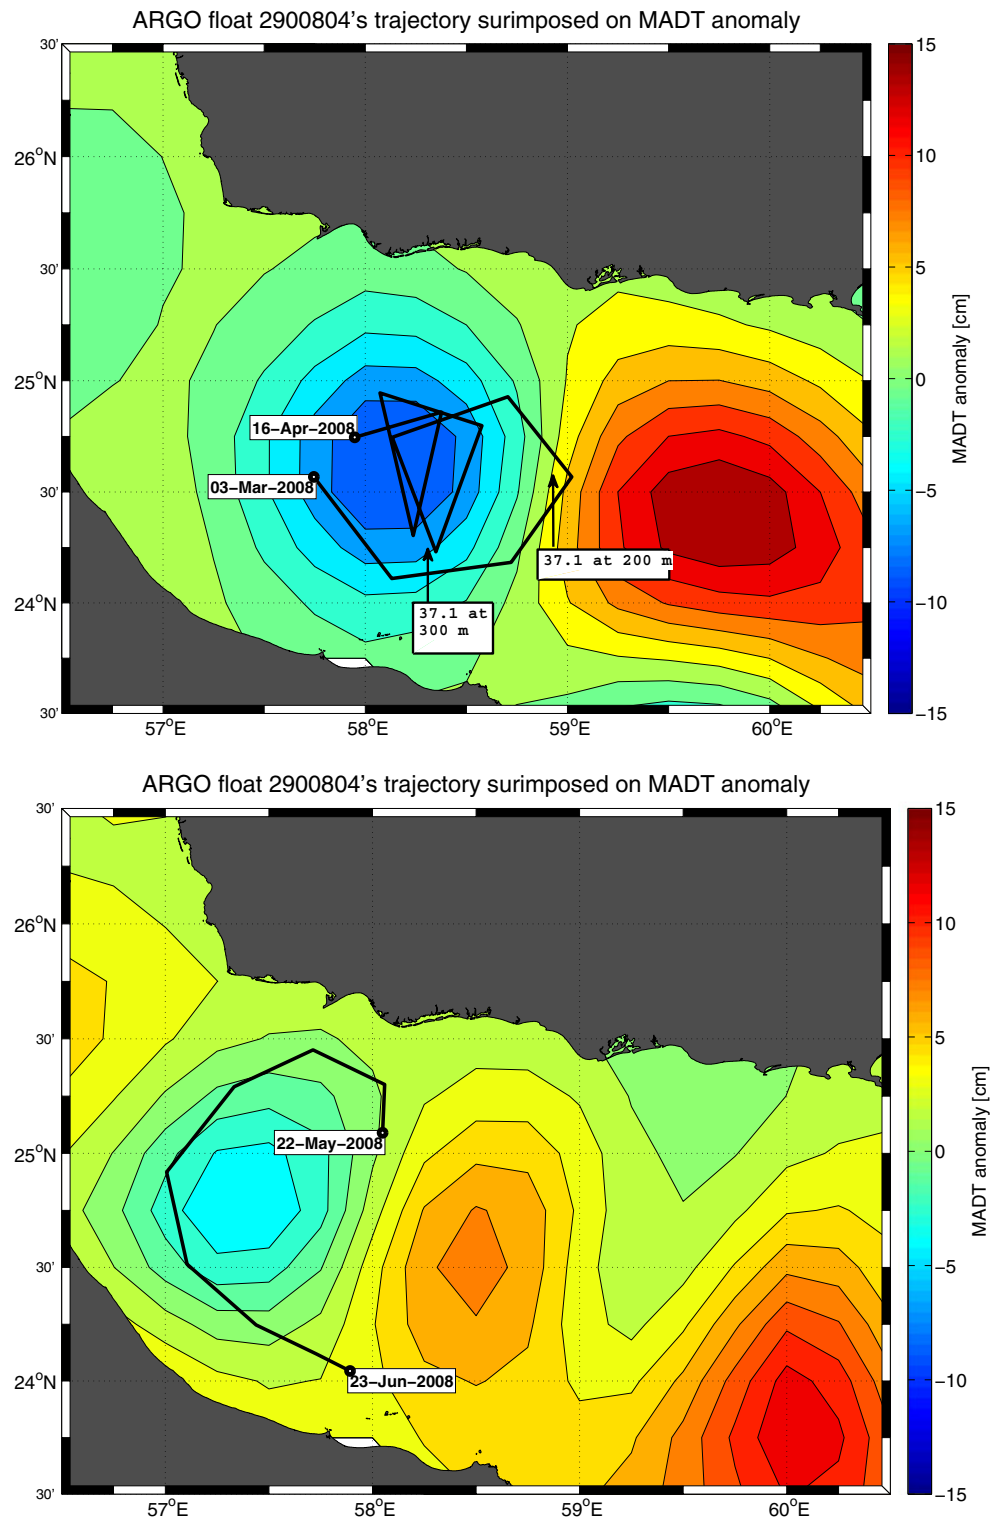 ARGO float 2900804's trajectory surimposed on MADT anomaly
30'
26°N
30'
25°N
30'
24°N
30'
57°E
58°E
59°E
60°E
16-Apr-2008
03-Mar-2008
37.1 at 200 m
37.1 at
300 m
15
10
5
0
-5
-10
-15
MADT anomaly [cm]
ARGO float 2900804's trajectory surimposed on MADT anomaly
30'
26°N
30'
25°N
30'
24°N
30'
57°E
58°E
59°E
60°E
22-May-2008
23-Jun-2008
15
10
5
0
-5
-10
-15
MADT anomaly [cm]